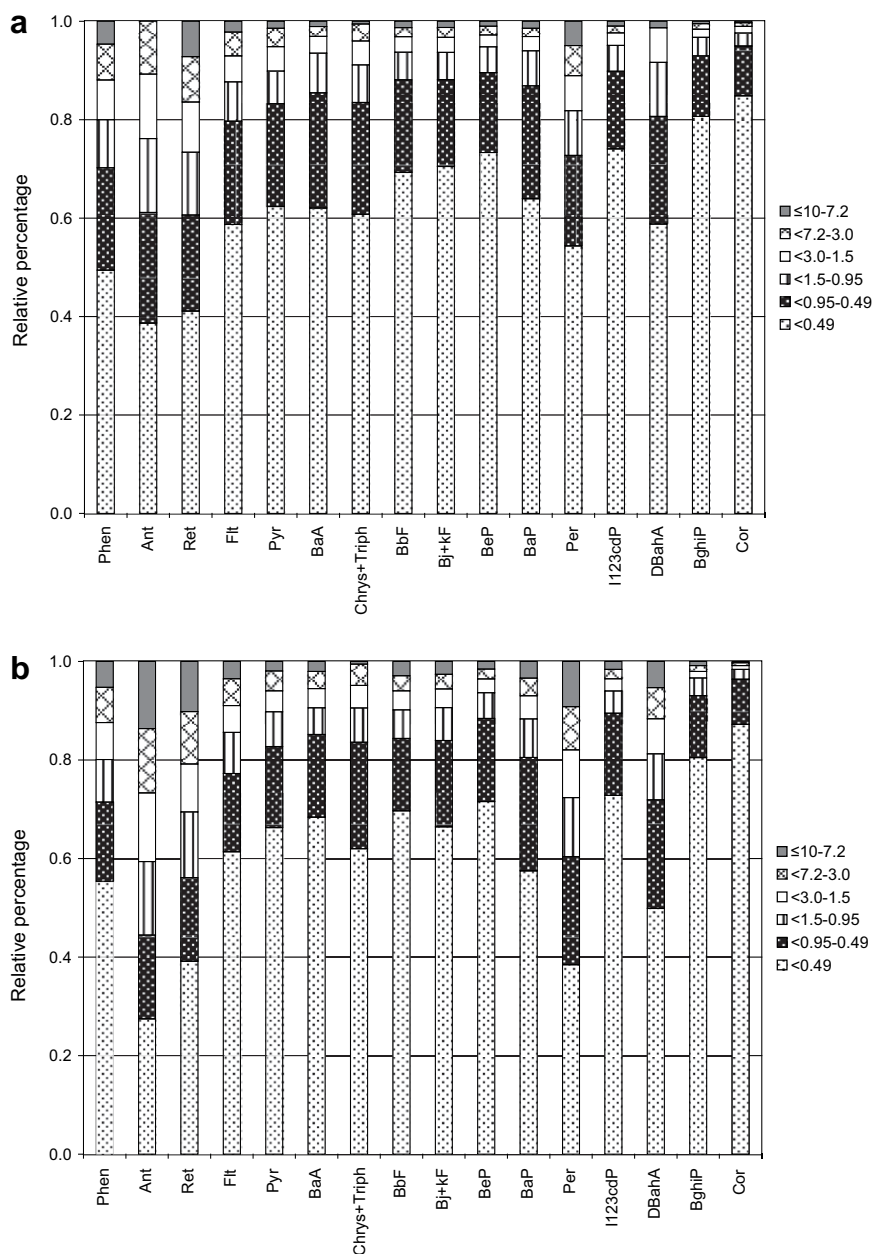 a
1.0
0.8
0.6
0.4
0.2
0.0
Relative percentage
Phen
Ant
Ret
Flt
Pyr
BaA
Chrys+Triph
BbF
Bj+kF
BeP
BaP
Per
I123cdP
DBahA
BghiP
Cor
≤10-7.2
<7.2-3.0
<3.0-1.5
<1.5-0.95
<0.95-0.49
<0.49
b
1.0
0.8
0.6
0.4
0.2
0.0
Relative percentage
Phen
Ant
Ret
Flt
Pyr
BaA
Chrys+Triph
BbF
Bj+kF
BeP
BaP
Per
I123cdP
DBahA
BghiP
Cor
≤10-7.2
<7.2-3.0
<3.0-1.5
<1.5-0.95
<0.95-0.49
<0.49